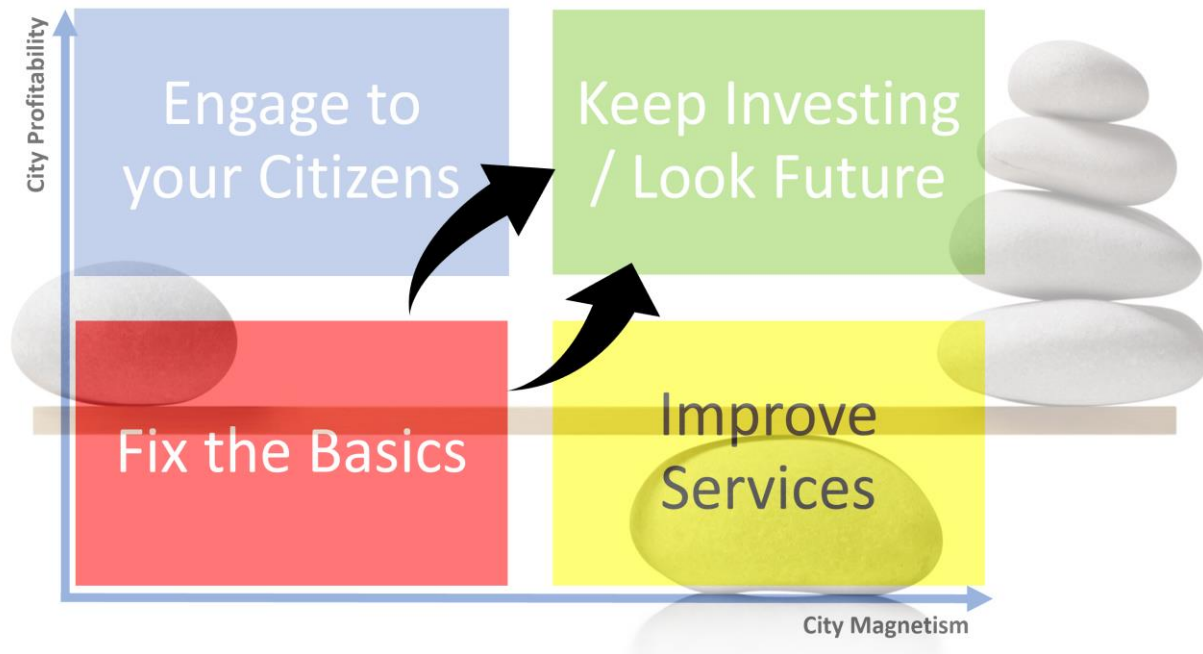 City Profitability
Engage to
your Citizens
Keep Investing
/ Look Future
Fix the Basics
Improve
Services
City Magnetism